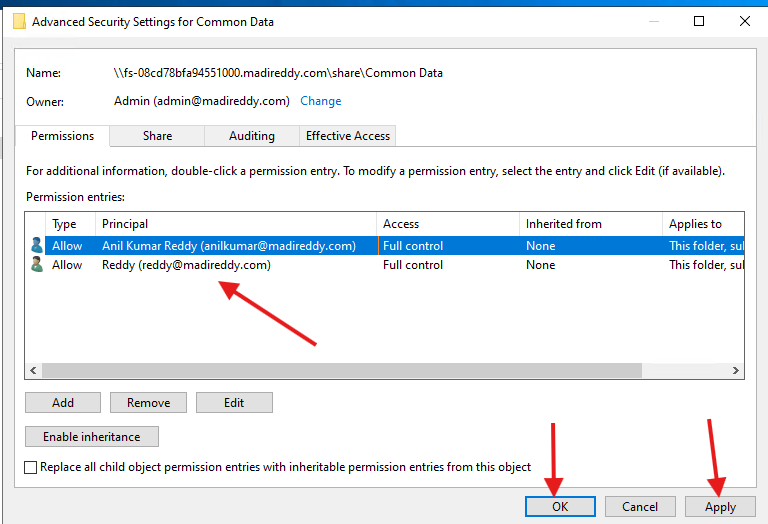 Advanced Security Settings for Common Data
Name: \\fs-08cd78bfa94551000.madireddy.com\share\Common Data
Owner: Admin (admin@madireddy.com) Change
Permissions Share Auditing Effective Access
For additional information, double-click a permission entry. To modify a permission entry, select the entry and click Edit (if available).
Permission entries:
Type Principal Access Inherited from Applies to
Allow Anil Kumar Reddy (anilkumar@madireddy.com) Full control None This folder, sul
Allow Reddy (reddy@madireddy.com) Full control None This folder, sul
Add Remove Edit
Enable inheritance
Replace all child object permission entries with inheritable permission entries from this object
OK Cancel Apply